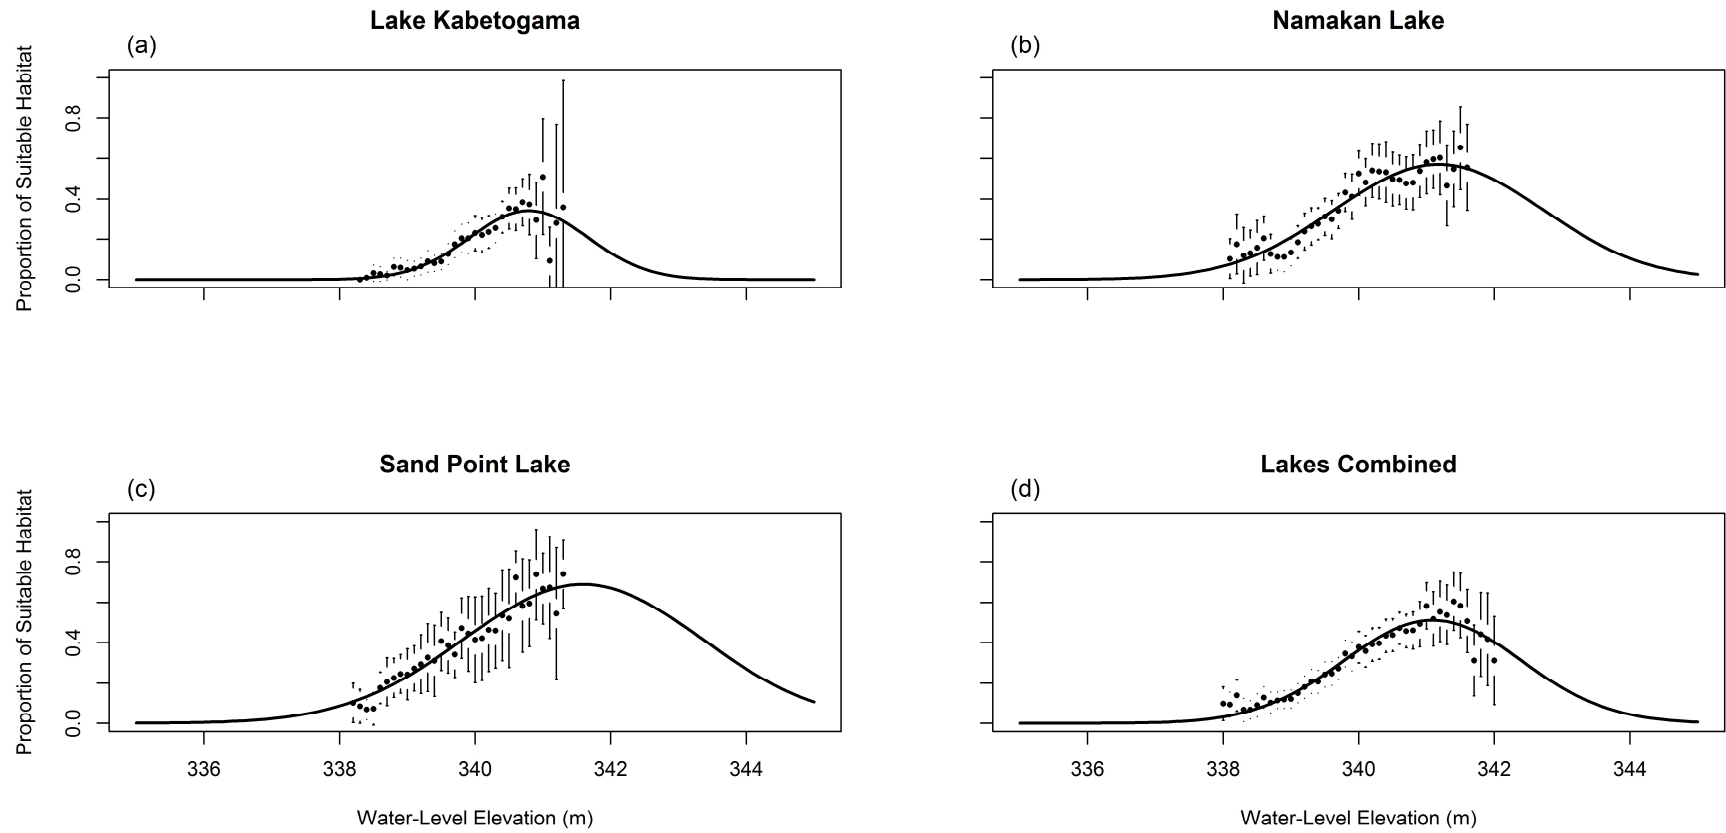 Lake Kabetogama
(a)
Proportion of Suitable Habitat
0.8
0.4
0.0
Namakan Lake
(b)
Sand Point Lake
(c)
Proportion of Suitable Habitat
0.8
0.4
0.0
336 338 340 342 344
Water-Level Elevation (m)
Lakes Combined
(d)
336 338 340 342 344
Water-Level Elevation (m)